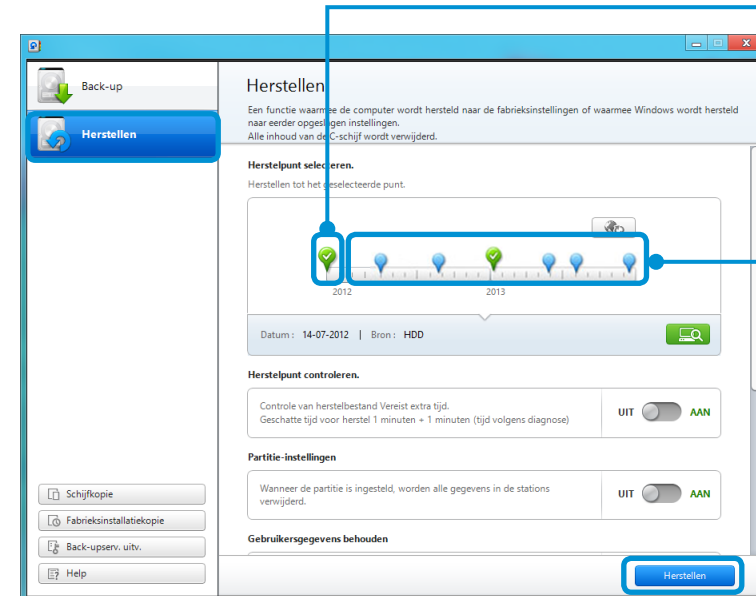 Back-up
Herstellen
Schijfkopie
Fabrieksinstallatiekopie
Back-upserv. uitv.
Help
Herstellen
Een functie waarmee de computer wordt hersteld naar de fabrieksinstellingen of waarmee Windows wordt hersteld
naar eerder opgeslagen instellingen.
Alle inhoud van de C-schijf wordt verwijderd.
Herstelpunt selecteren.
Herstellen tot het geselecteerde punt.
2012 2013
Datum : 14-07-2012 | Bron : HDD
Herstelpunt controleren.
Controle van herstelbestand Vereist extra tijd.
Geschatte tijd voor herstel 1 minuten + 1 minuten (tijd volgens diagnose)
UIT AAN
Partitie-instellingen
Wanneer de partitie is ingesteld, worden alle gegevens in de stations
verwijderd.
UIT AAN
Gebruikersgegevens behouden
Herstellen